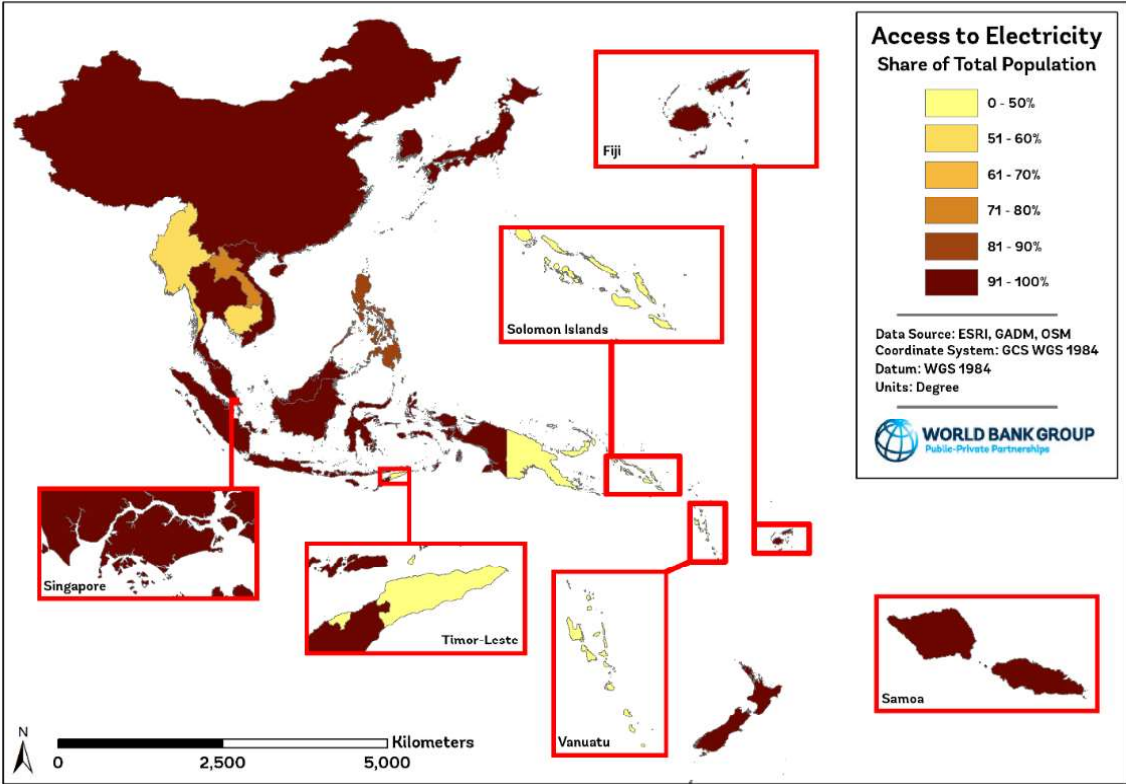 Access to Electricity
Share of Total Population
0 - 50%
51 - 60%
61 - 70%
71 - 80%
81 - 90%
91 - 100%
Data Source: ESRI, GADM, OSM
Coordinate System: GCS WGS 1984
Datum: WGS 1984
Units: Degree
WORLD BANK GROUP
Public-Private Partnerships
Fiji
Solomon Islands
Singapore
Timor-Leste
Vanuatu
Samoa
N
Kilometers
0 2,500 5,000